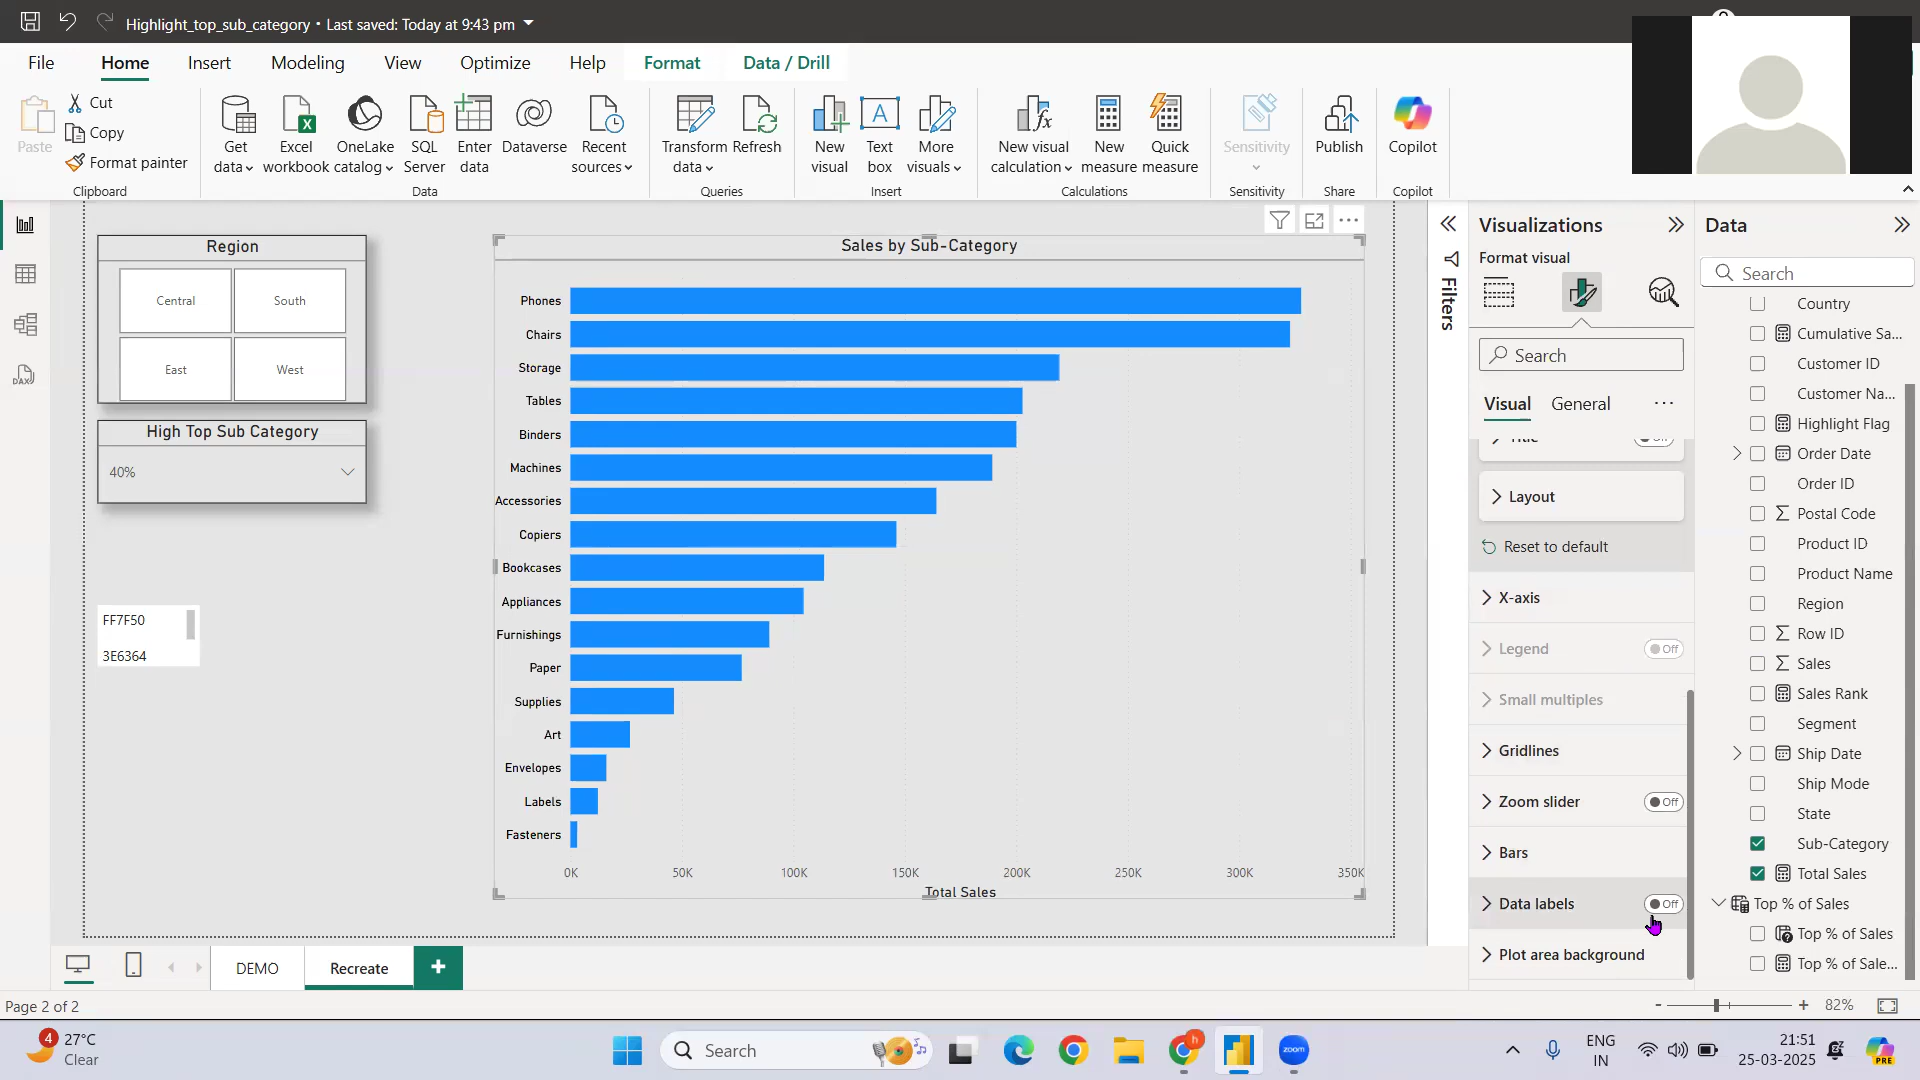 Highlight_top_sub_category • Last saved: Today at 9:43 pm
File Home Insert Modeling View Optimize Help Format Data / Drill
Paste
Cut
Copy
Format painter
Clipboard
Get data
Excel workbook
OneLake catalog
SQL Server
Enter data
Dataverse
Recent sources
Data
Transform data
Refresh
Queries
New visual
Text box
More visuals
Insert
New visual calculation
New measure
Quick measure
Calculations
Sensitivity
Sensitivity
Publish
Share
Copilot
Copilot
Region
Central South
East West
High Top Sub Category
40%
FF7F50
3E6364
Sales by Sub-Category
Phones
Chairs
Storage
Tables
Binders
Machines
Accessories
Copiers
Bookcases
Appliances
Furnishings
Paper
Supplies
Art
Envelopes
Labels
Fasteners
0K 50K 100K 150K 200K 250K 300K 350K
Total Sales
Filters
Visualizations
Format visual
Search
Visual General
Title Off
Layout
Reset to default
X-axis
Legend Off
Small multiples
Gridlines
Zoom slider Off
Bars
Data labels Off
Plot area background
Data
Search
Country
Cumulative Sa...
Customer ID
Customer Na...
Highlight Flag
Order Date
Order ID
Postal Code
Product ID
Product Name
Region
Row ID
Sales
Sales Rank
Segment
Ship Date
Ship Mode
State
Sub-Category
Total Sales
Top % of Sales
Top % of Sales
Top % of Sale...
DEMO Recreate
Page 2 of 2
82%
4
27°C
Clear
Search
h
zoom
ENG
IN
21:51
25-03-2025
PRE